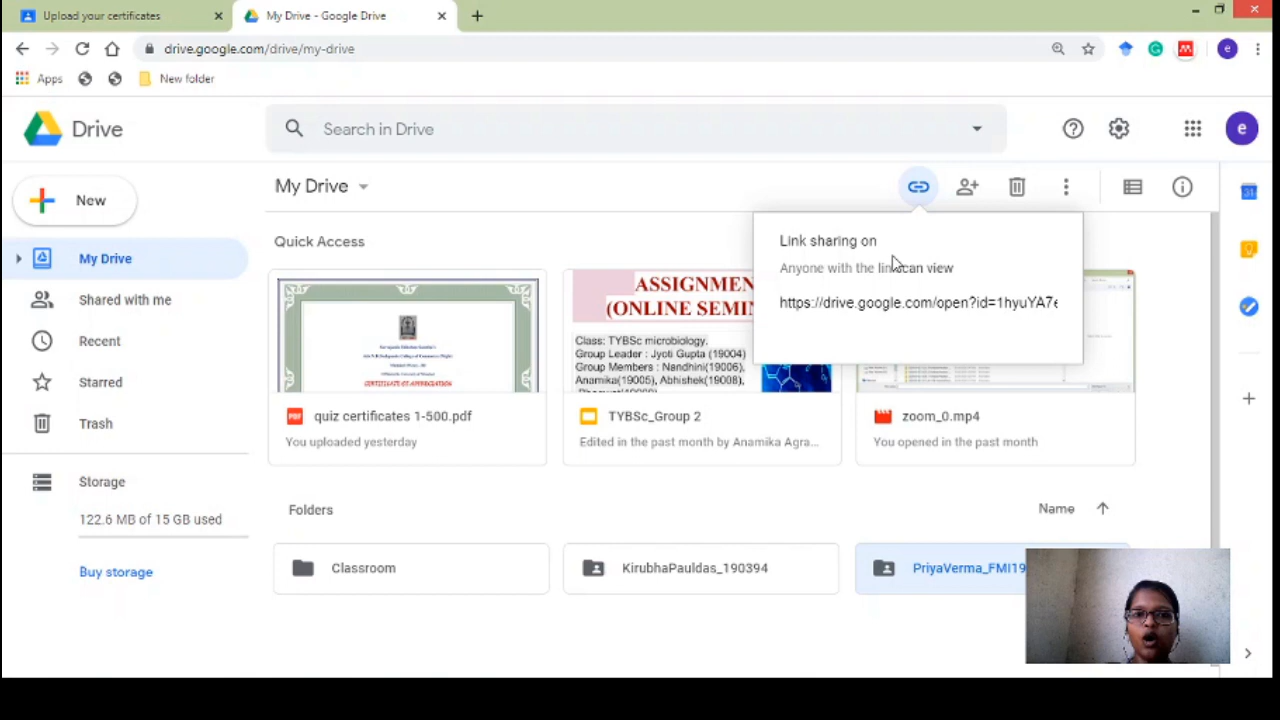 Upload your certificates
My Drive - Google Drive
drive.google.com/drive/my-drive
e
Apps
New folder
Drive
Search in Drive
e
New
My Drive
Link sharing on
Anyone with the link can view
https://drive.google.com/open?id=1hyuYA7e
My Drive
Shared with me
Recent
Starred
Trash
Storage
122.6 MB of 15 GB used
Buy storage
Quick Access
CERTIFICATE OF APPRECIATION
quiz certificates 1-500.pdf
You uploaded yesterday
ASSIGNMEN
(ONLINE SEMIN
Class: TYBSc microbiology.
Group Leader : Jyoti Gupta (19004)
Group Members : Nandhini(19006),
Anamika(19005), Abhishek(19008),
TYBSc_Group 2
Edited in the past month by Anamika Agra...
zoom_0.mp4
You opened in the past month
31
Folders
Name
Classroom
KirubhaPauldas_190394
PriyaVerma_FMI19